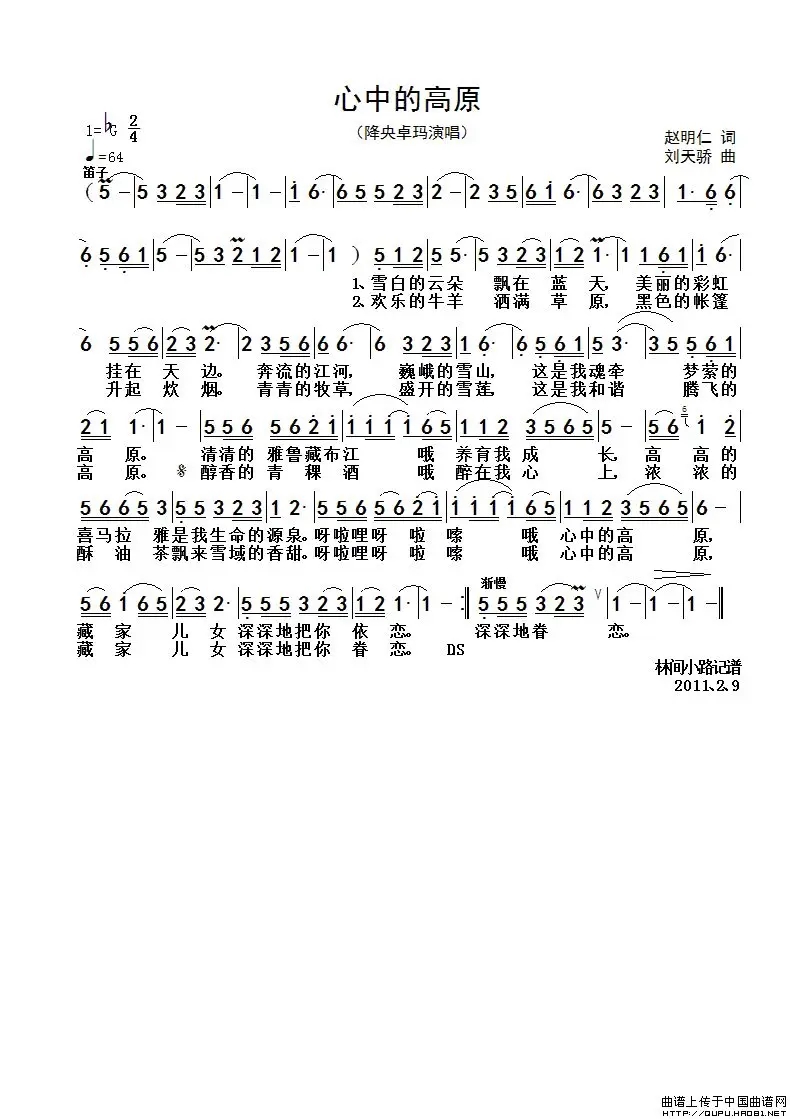 心中的高原
(降央卓玛演唱)
1=♭G 2/4
♩=64
赵明仁 词
刘天骄 曲
笛子
(5 - | 5 3 2 3 | 1 - | 1 - | 1 6· | 6 5 5 2 3 | 2 - | 2 3 5 | 6 1 6· | 6 3 2 3 | 1· 6 | 6·
6 5 6 1 | 5 - | 5 3 2 1 2 | 1 - | 1 ) | 5 1 2 | 5 5· | 5 3 2 3 | 1 2 1· | 1 1 6 1 | 1 6·
1、雪白的云朵 飘在 蓝 天, 美丽的彩虹
2、欢乐的牛羊 洒满 草 原, 黑色的帐篷
6 5 5 6 | 2 3 2· | 2 3 5 6 | 1 6· | 6 3 2 3 | 1 6· | 6 5 6 1 | 5 3· | 3 5 5 6 1
挂在 天 边。 奔流的江河, 巍峨的雪山, 这是我魂牵 梦萦的
升起 炊 烟。 青青的牧草, 盛开的雪莲, 这是我和谐 腾飞的
2 1 1· | 1 - | 5 5 6 5 6 2 1 | 1 1 1 1 6 5 | 1 1 2 3 5 6 5 | 5 - | 5 6 6 1 2
高 原。 清清的 雅鲁藏布江 哦 养育我 成 长, 高 高的
高 原。 𝄋 醇香的 青 稞 酒 哦 醉在我 心 上, 浓 浓的
5 6 6 5 3 | 5 5 3 2 3 | 1 2· | 5 5 5 6 5 6 2 1 | 1 1 1 1 6 5 | 1 1 2 3 5 6 5 | 6 -
喜马拉 雅是我生命的源泉。呀啦哩呀 啦 嗦 哦 心中的高 原,
酥 油 茶飘来雪域的香甜。呀啦哩呀 啦 嗦 哦 心中的高 原,
渐慢
5 6 1 6 5 | 2 3 2· | 5 5 5 3 2 3 | 1 2 1· | 1 - :‖ 5 5 5 3 2 3 V | 1 - | 1 - | 1 - ‖
藏 家 儿 女 深深地把你 依 恋。 深深地眷 恋。
藏 家 儿 女 深深地把你 眷 恋。 DS
林间小路记谱
2011、2、9
曲谱上传于中国曲谱网
HTTP://QUPU.HAO81.NET